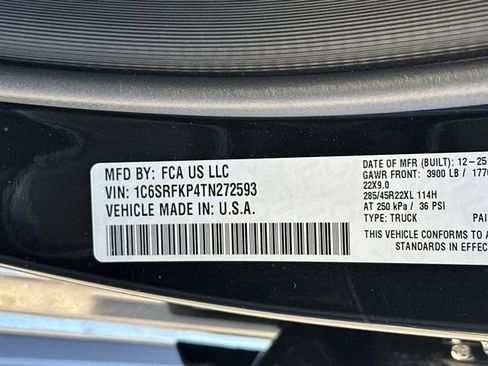 MFD BY: FCA US LLC
VIN: 1C6SRFKP4TN272593
VEHICLE MADE IN: U.S.A.
DATE OF MFR (BUILT): 12-25
GAWR FRONT: 3900 LB / 177
22X9.0
285/45R22XL 114H
AT 250 kPa / 36 PSI
TYPE: TRUCK PAI
THIS VEHICLE CONFORMS TO A
STANDARDS IN EFFE